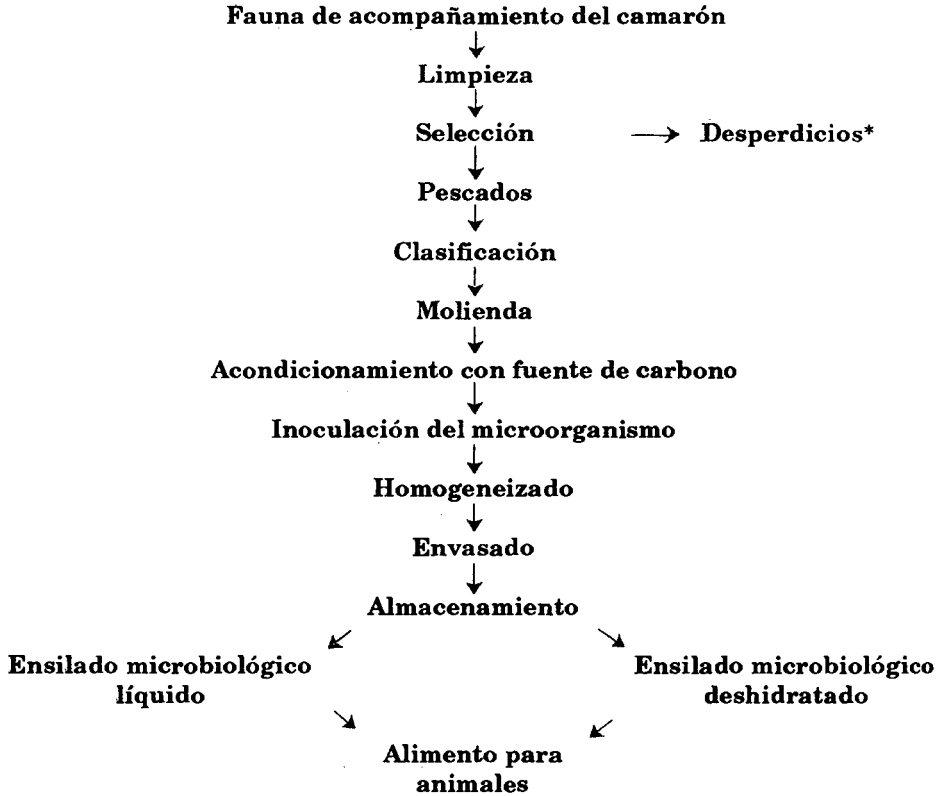 Fauna de acompañamiento del camarón
Limpieza
Selección
Desperdicios*
Pescados
Clasificación
Molienda
Acondicionamiento con fuente de carbono
Inoculación del microorganismo
Homogeneizado
Envasado
Almacenamiento
Ensilado microbiológico
líquido
Ensilado microbiológico
deshidratado
Alimento para
animales